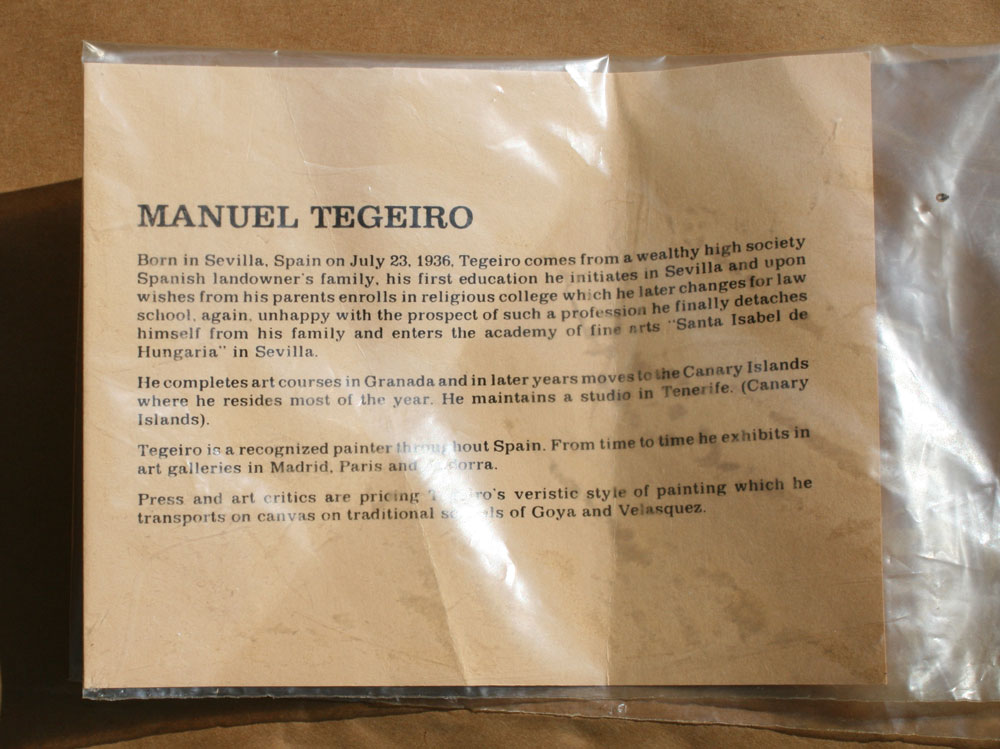 MANUEL TEGEIRO
Born in Sevilla, Spain on July 23, 1936, Tegeiro comes from a wealthy high society
Spanish landowner's family, his first education he initiates in Sevilla and upon
wishes from his parents enrolls in religious college which he later changes for law
school, again, unhappy with the prospect of such a profession he finally detaches
himself from his family and enters the academy of fine arts "Santa Isabel de
Hungaria" in Sevilla.
He completes art courses in Granada and in later years moves to the Canary Islands
where he resides most of the year. He maintains a studio in Tenerife. (Canary
Islands).
Tegeiro is a recognized painter throughout Spain. From time to time he exhibits in
art galleries in Madrid, Paris and
Press and art critics are pricing Tegeiro's veristic style of painting which he
transports on canvas on traditional of Goya and Velasquez.